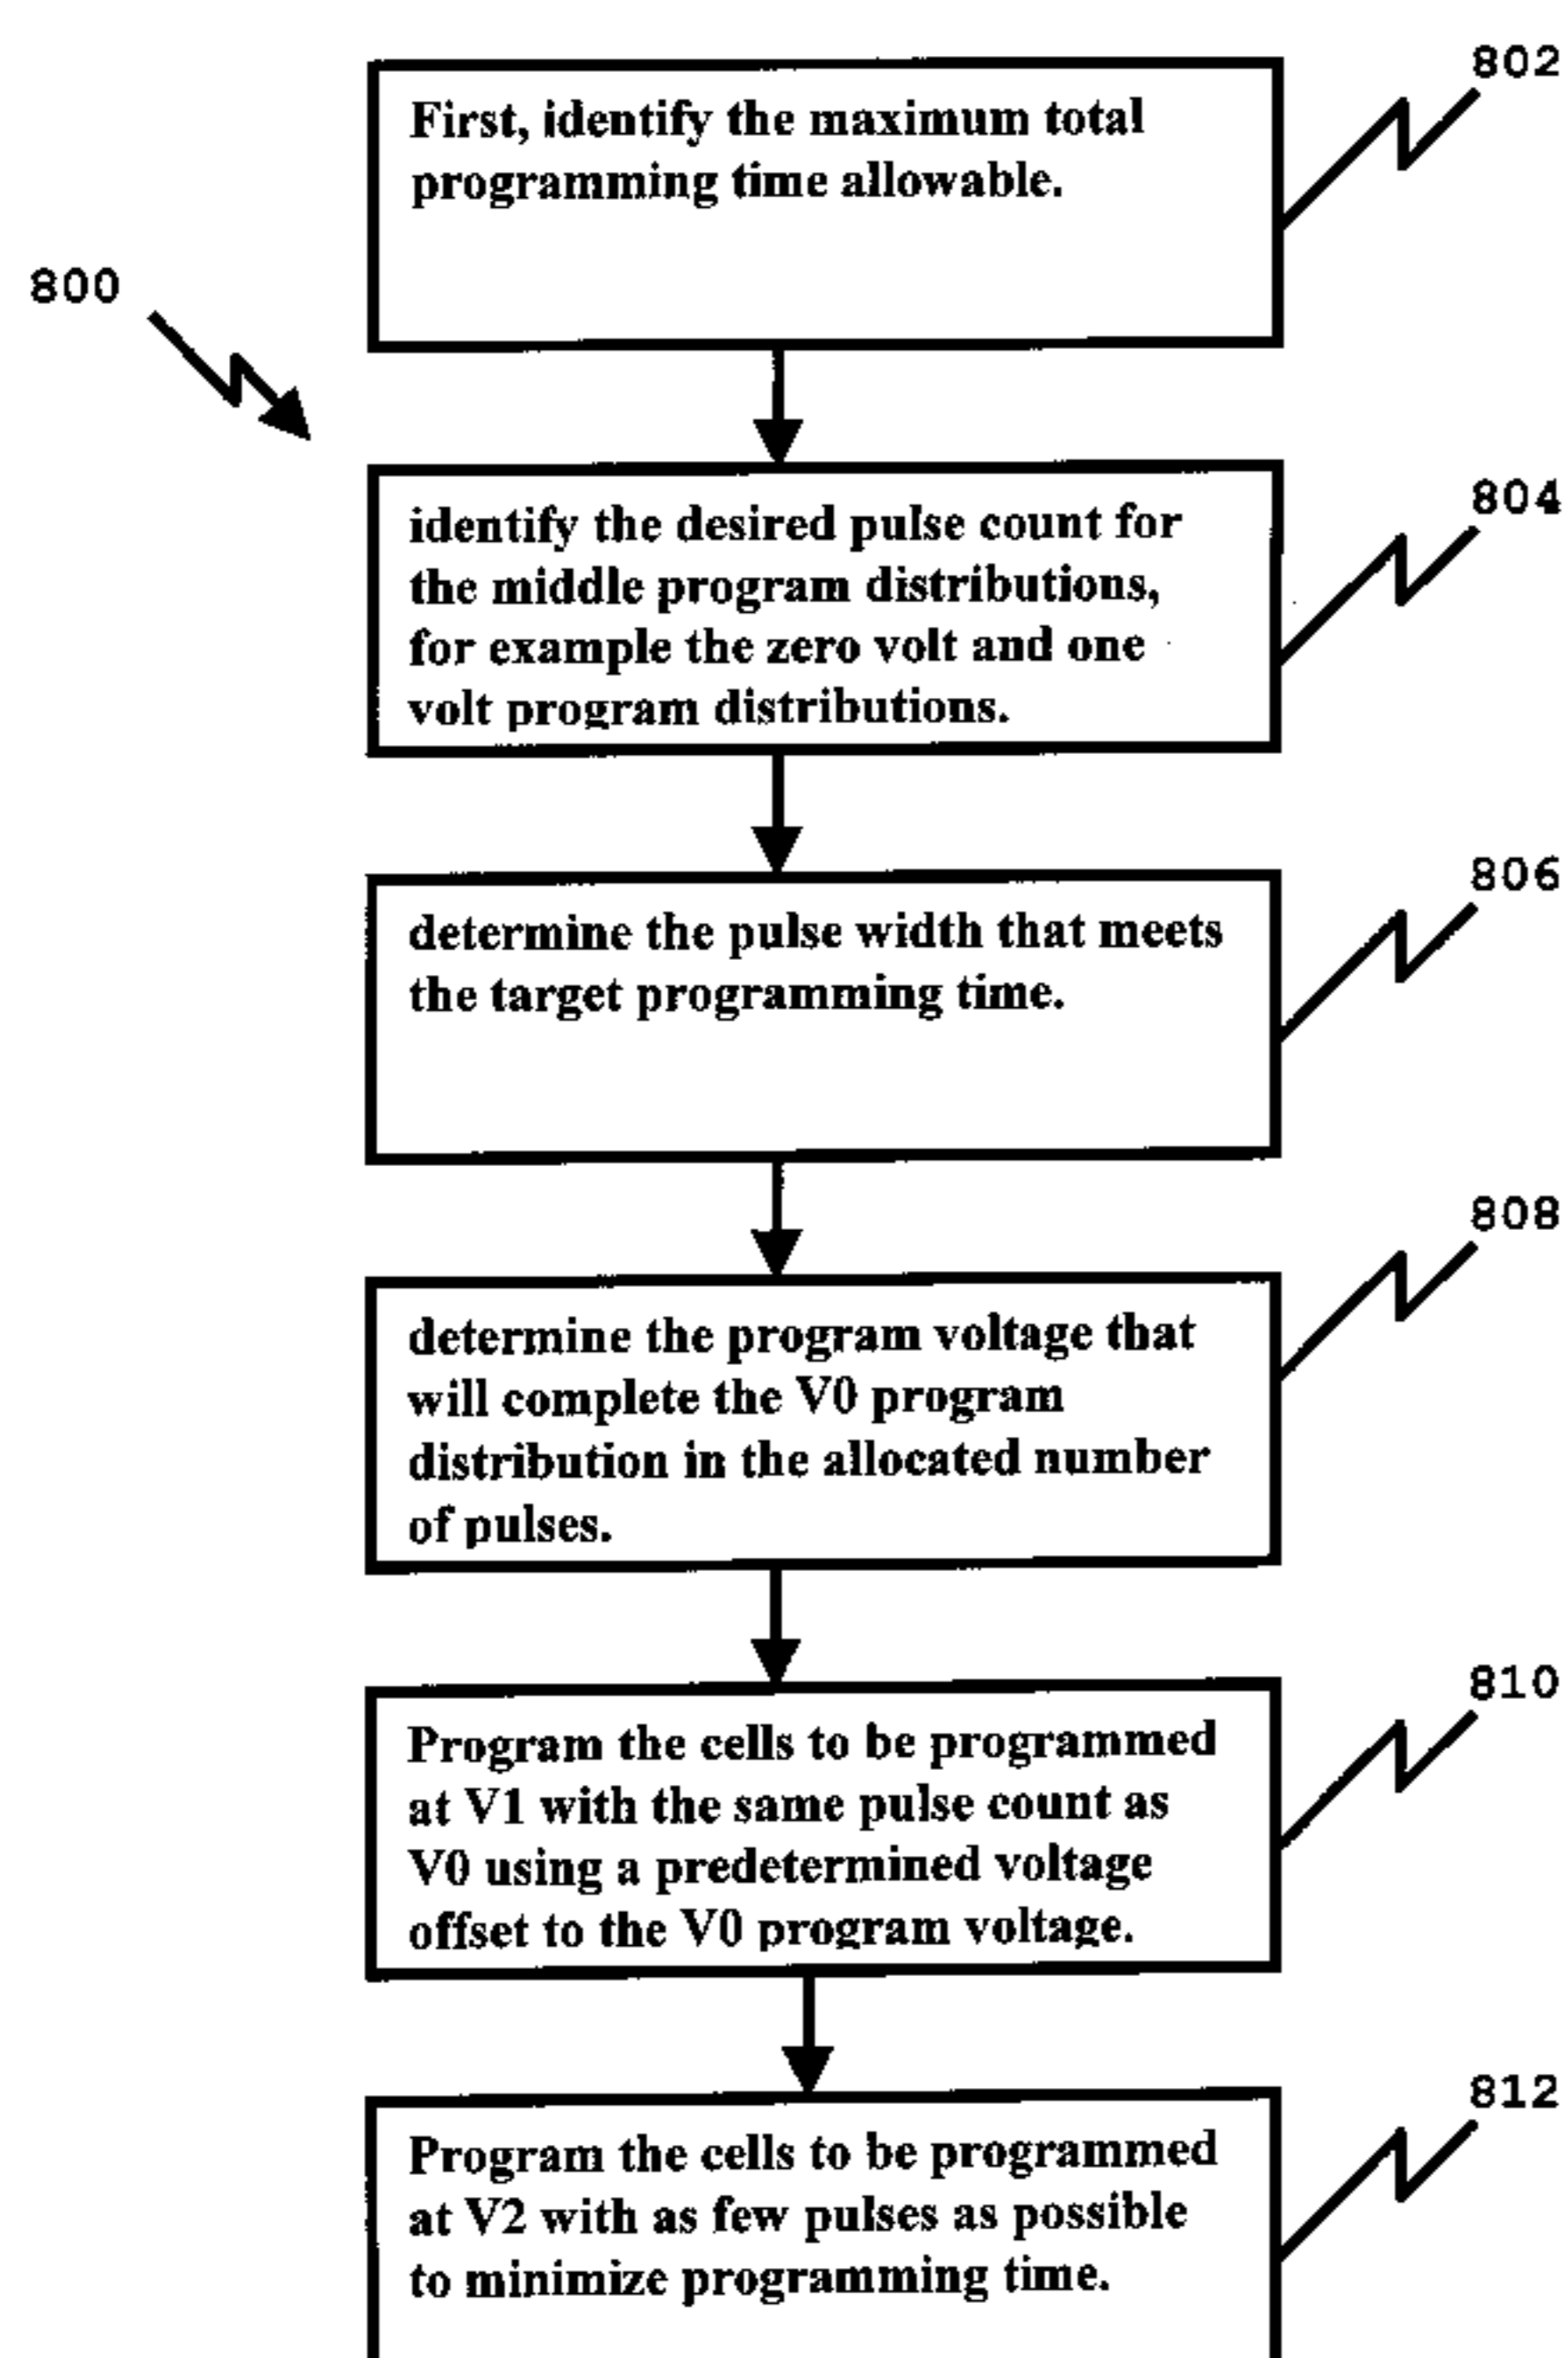 802
First, identify the maximum total
programming time allowable.
800
804
identify the desired pulse count for
the middle program distributions,
for example the zero volt and one
volt program distributions.
806
determine the pulse width that meets
the target programming time.
808
determine the program voltage that
will complete the V0 program
distribution in the allocated number
of pulses.
810
Program the cells to be programmed
at V1 with the same pulse count as
V0 using a predetermined voltage
offset to the V0 program voltage.
812
Program the cells to be programmed
at V2 with as few pulses as possible
to minimize programming time.